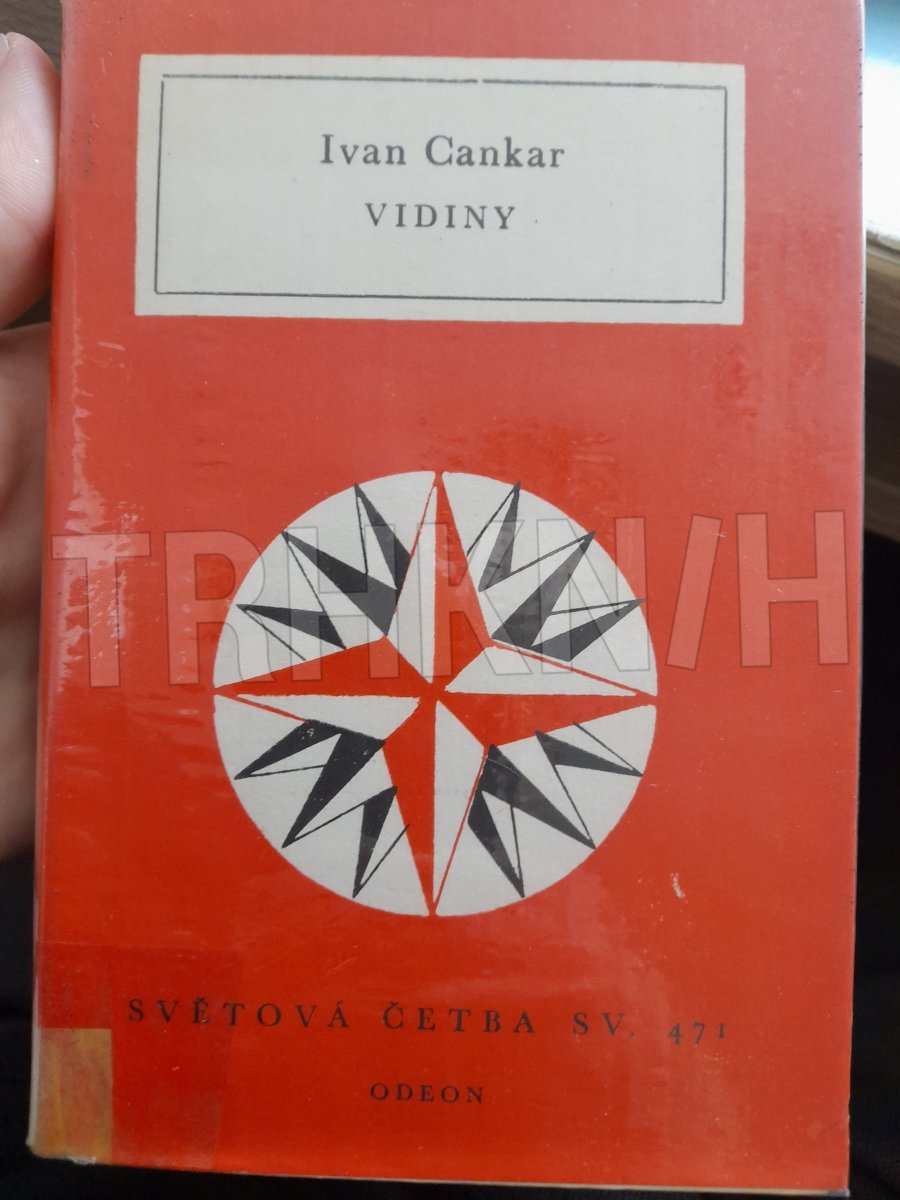 Ivan Cankar
VIDINY
TRHKNIH
SVĚTOVÁ ČETBA SV. 471
ODEON